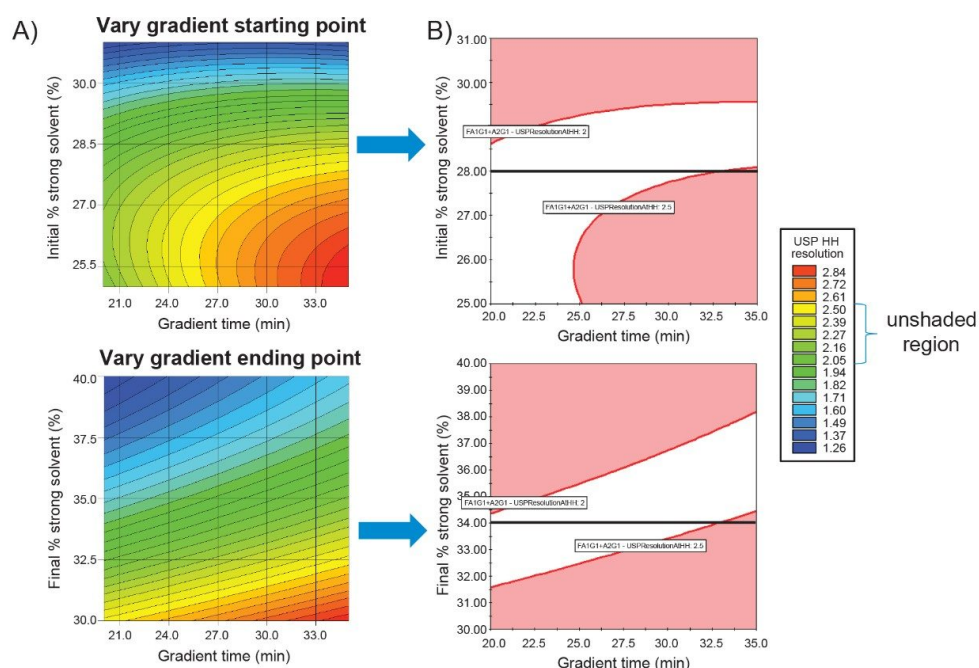 A)
Vary gradient starting point
Initial % strong solvent (%)
30.0
28.5
27.0
25.5
21.0 24.0 27.0 30.0 33.0
Gradient time (min)
B)
31.00
30.00
29.00
28.00
27.00
26.00
25.00
Initial % strong solvent (%)
FA1G1+A2G1 - USPResolutionAtHH: 2
FA1G1+A2G1 - USPResolutionAtHH: 2.5
20.00 22.5 25.0 27.5 30.0 32.5 35.0
Gradient time (min)
USP HH
resolution
2.84
2.72
2.61
2.50
2.39
2.27
2.16
2.05
1.94
1.82
1.71
1.60
1.49
1.37
1.26
unshaded
region
Vary gradient ending point
Final % strong solvent (%)
40.0
37.5
35.0
32.5
30.0
21.0 24.0 27.0 30.0 33.0
Gradient time (min)
40.00
39.00
38.00
37.00
36.00
35.00
34.00
33.00
32.00
31.00
30.00
Final % strong solvent (%)
FA1G1+A2G1 - USPResolutionAtHH: 2
FA1G1+A2G1 - USPResolutionAtHH: 2.5
20.00 22.5 25.0 27.5 30.0 32.5 35.0
Gradient time (min)